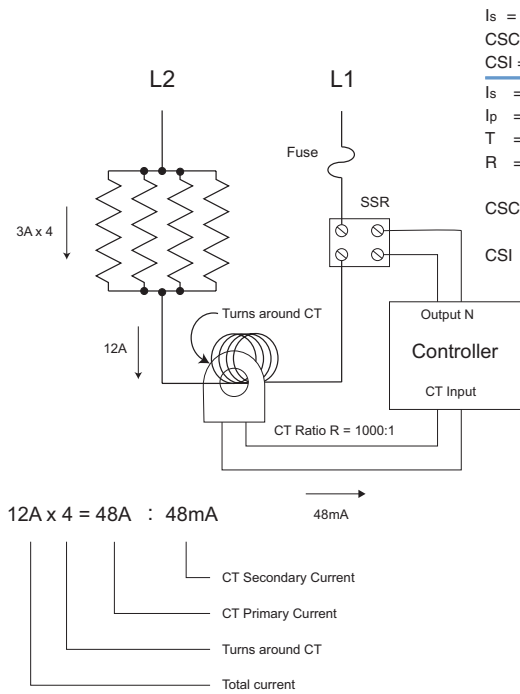 Is =
CSC
CSI =
Is =
Ip =
T =
R =
CSC
CSI
L2
L1
Fuse
SSR
3A x 4
Turns around CT
12A
Output N
Controller
CT Input
CT Ratio R = 1000:1
48mA
12A x 4 = 48A : 48mA
CT Secondary Current
CT Primary Current
Turns around CT
Total current